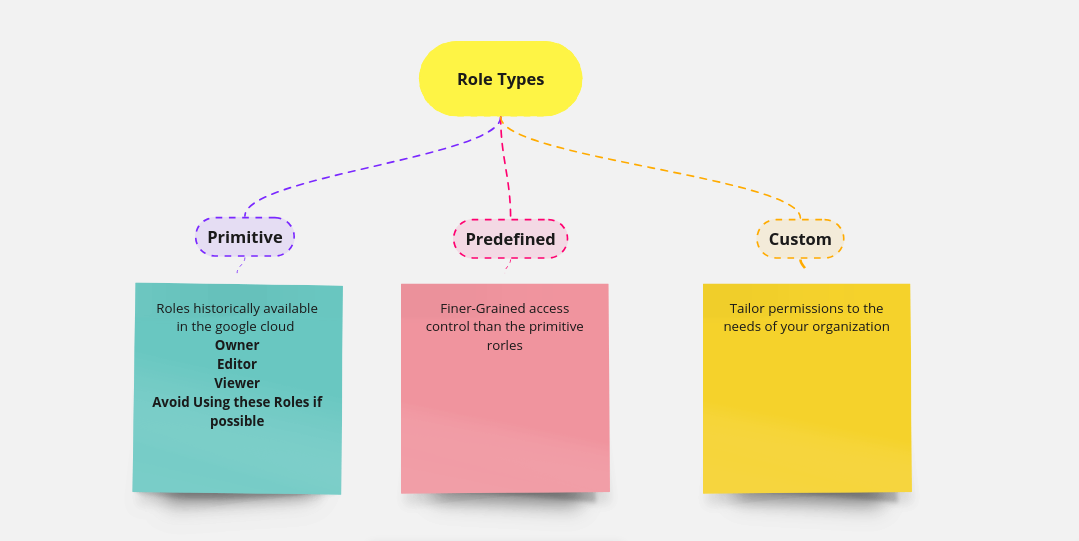 Role Types
Primitive
Predefined
Custom
Roles historically available
in the google cloud
Owner
Editor
Viewer
Avoid Using these Roles if
possible
Finer-Grained access
control than the primitive
rorles
Tailor permissions to the
needs of your organization